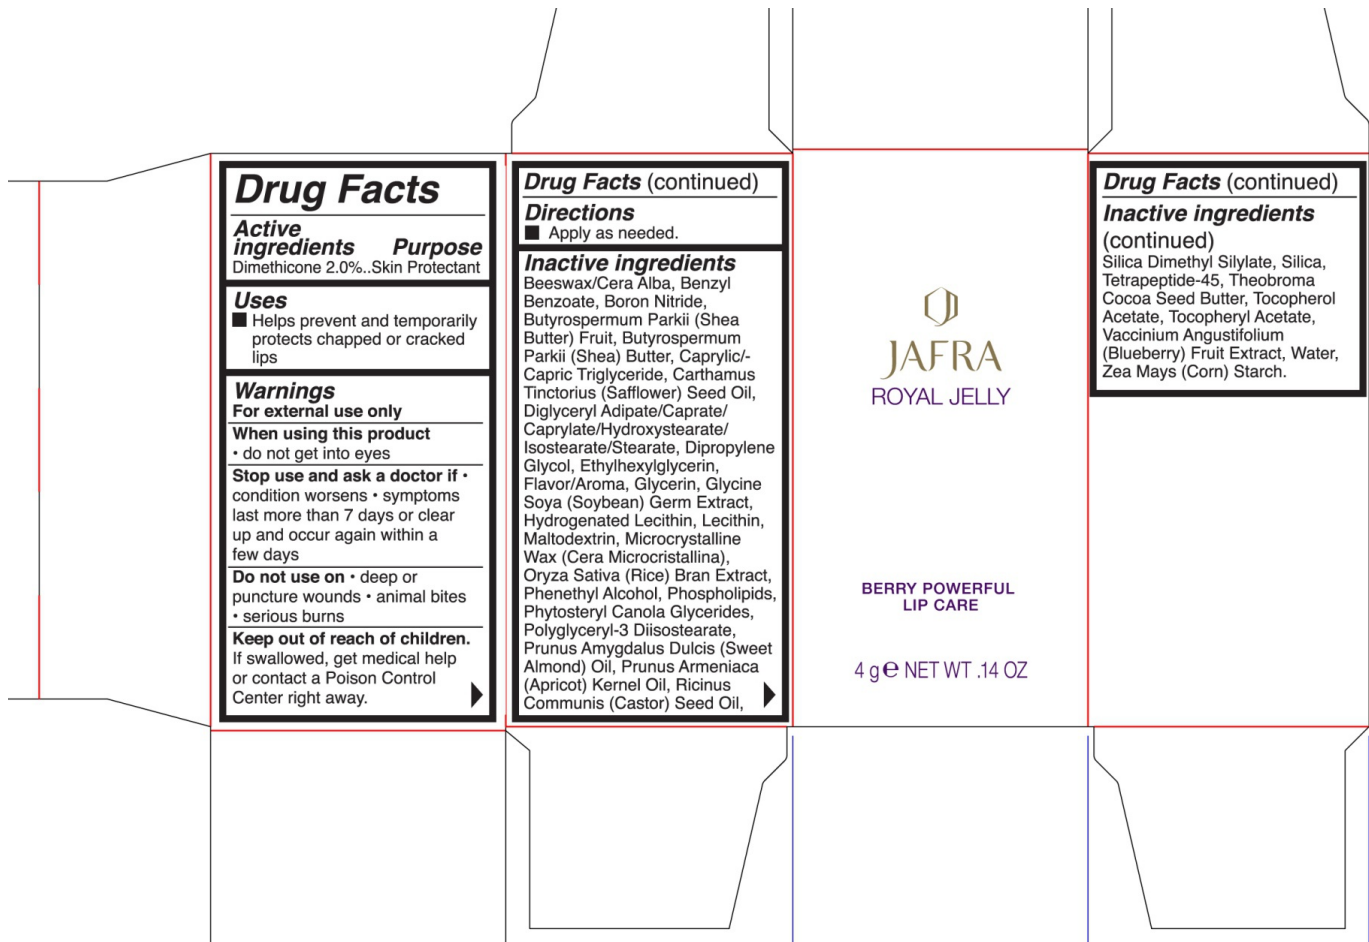 Drug Facts
Active
ingredients Purpose
Dimethicone 2.0%..Skin Protectant
Uses
■ Helps prevent and temporarily
protects chapped or cracked
lips
Warnings
For external use only
When using this product
• do not get into eyes
Stop use and ask a doctor if •
condition worsens • symptoms
last more than 7 days or clear
up and occur again within a
few days
Do not use on • deep or
puncture wounds • animal bites
• serious burns
Keep out of reach of children.
If swallowed, get medical help
or contact a Poison Control
Center right away.
Drug Facts (continued)
Directions
■ Apply as needed.
Inactive ingredients
Beeswax/Cera Alba, Benzyl
Benzoate, Boron Nitride,
Butyrospermum Parkii (Shea
Butter) Fruit, Butyrospermum
Parkii (Shea) Butter, Caprylic/-
Capric Triglyceride, Carthamus
Tinctorius (Safflower) Seed Oil,
Diglyceryl Adipate/Caprate/
Caprylate/Hydroxystearate/
Isostearate/Stearate, Dipropylene
Glycol, Ethylhexylglycerin,
Flavor/Aroma, Glycerin, Glycine
Soya (Soybean) Germ Extract,
Hydrogenated Lecithin, Lecithin,
Maltodextrin, Microcrystalline
Wax (Cera Microcristallina),
Oryza Sativa (Rice) Bran Extract,
Phenethyl Alcohol, Phospholipids,
Phytosteryl Canola Glycerides,
Polyglyceryl-3 Diisostearate,
Prunus Amygdalus Dulcis (Sweet
Almond) Oil, Prunus Armeniaca
(Apricot) Kernel Oil, Ricinus
Communis (Castor) Seed Oil,
JAFRA
ROYAL JELLY
BERRY POWERFUL
LIP CARE
4 g℮ NET WT .14 OZ
Drug Facts (continued)
Inactive ingredients
(continued)
Silica Dimethyl Silylate, Silica,
Tetrapeptide-45, Theobroma
Cocoa Seed Butter, Tocopherol
Acetate, Tocopheryl Acetate,
Vaccinium Angustifolium
(Blueberry) Fruit Extract, Water,
Zea Mays (Corn) Starch.